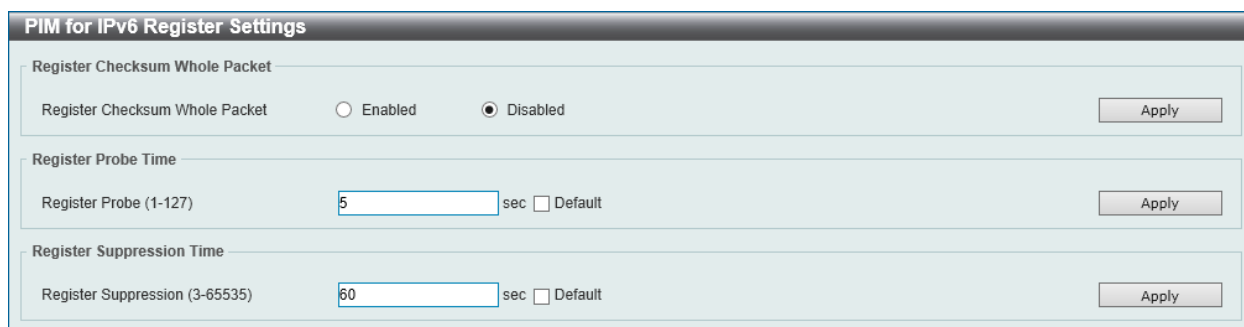 PIM for IPv6 Register Settings
Register Checksum Whole Packet
Register Checksum Whole Packet Enabled Disabled Apply
Register Probe Time
Register Probe (1-127) 5 sec Default Apply
Register Suppression Time
Register Suppression (3-65535) 60 sec Default Apply